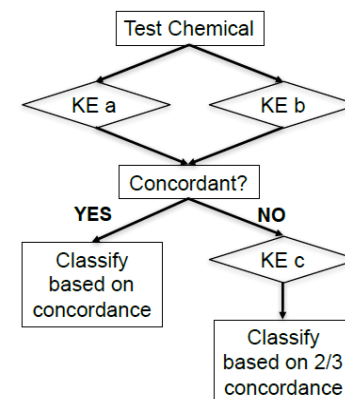 Test Chemical
KE a
KE b
Concordant?
YES
NO
Classify
based on
concordance
KE c
Classify
based on 2/3
concordance